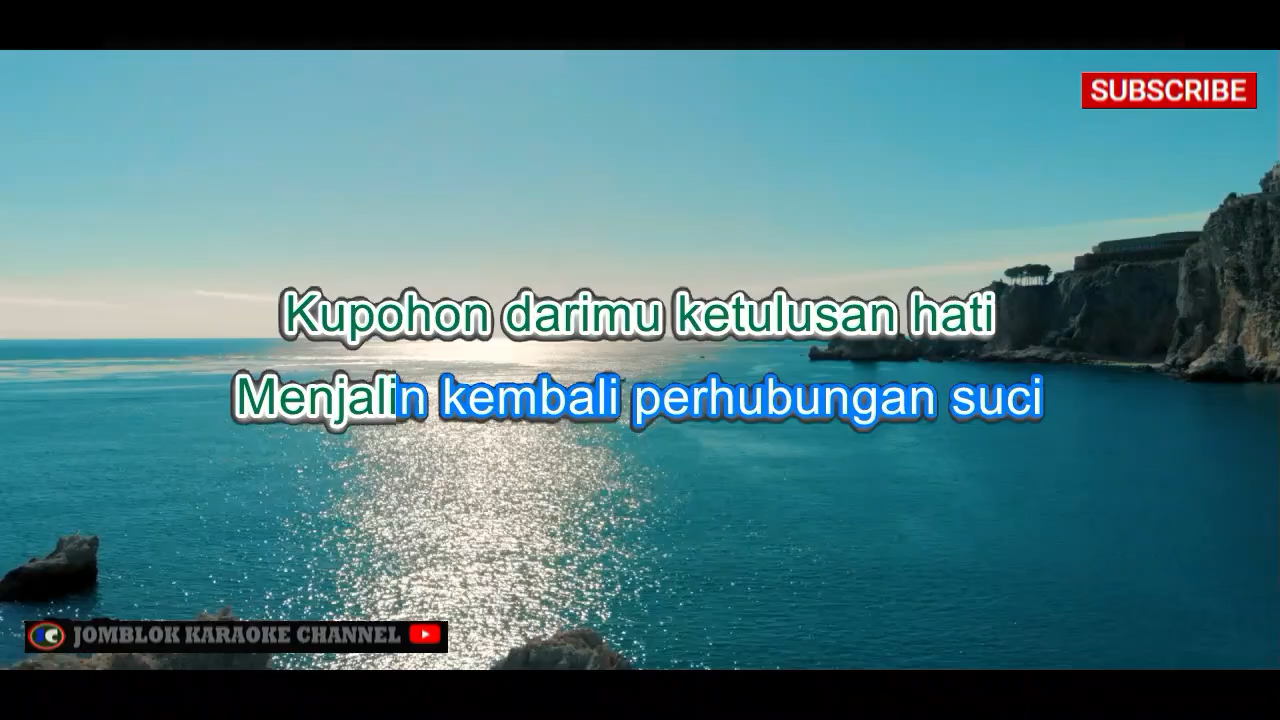 SUBSCRIBE
Kupohon darimu ketulusan hati
Menjalin kembali perhubungan suci
JOMBLOK KARAOKE CHANNEL